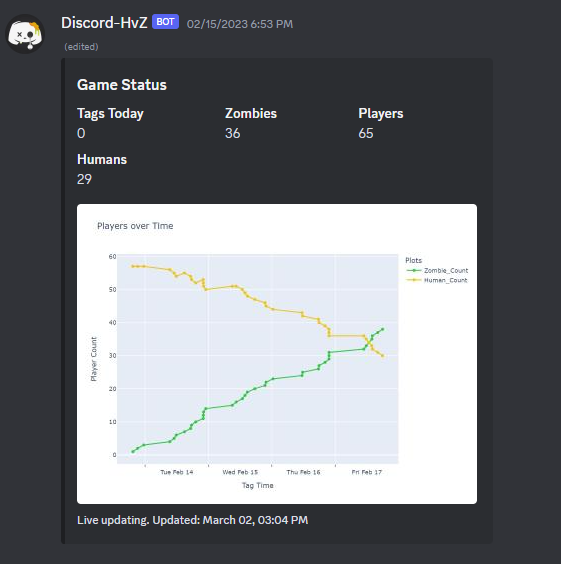 Discord-HvZ BOT 02/15/2023 6:53 PM
(edited)
Game Status
Tags Today Zombies Players
0 36 65
Humans
29
Players over Time
Plots
Zombie_Count
Human_Count
60
50
40
30
20
10
0
Player Count
Tue Feb 14 Wed Feb 15 Thu Feb 16 Fri Feb 17
Tag Time
Live updating. Updated: March 02, 03:04 PM